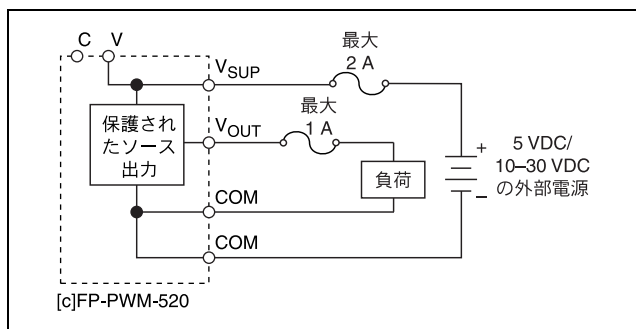 C V
VSUP
最大
2 A
保護され
たソース
出力
VOUT
最大
1 A
負荷
+
–
5 VDC/
10–30 VDC
の外部電源
COM
COM
[c]FP-PWM-520